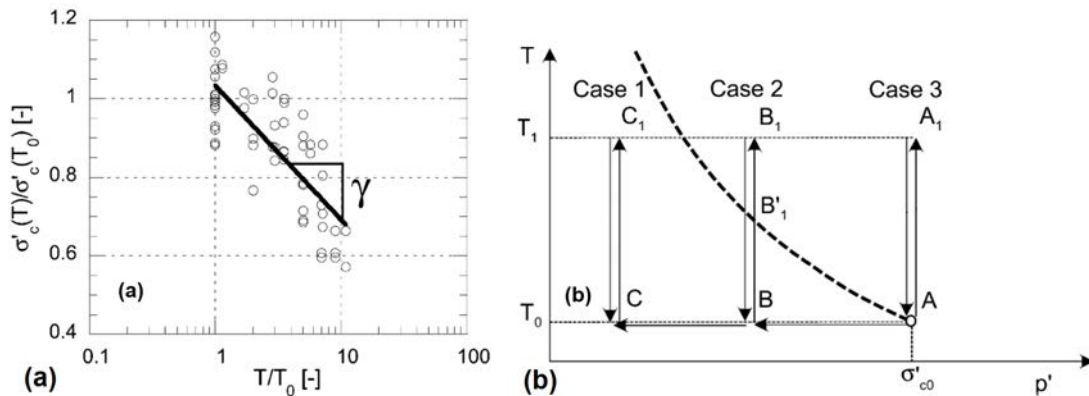 (a)
1.2
1
0.8
0.6
0.4
σ'c(T)/σ'c(T0) [-]
γ
(a)
0.1
1
10
100
T/T0 [-]
(b)
T
T1
T0
Case 1
C1
Case 2
B1
Case 3
A1
B'1
(b)
C
B
A
σ'c0
p'